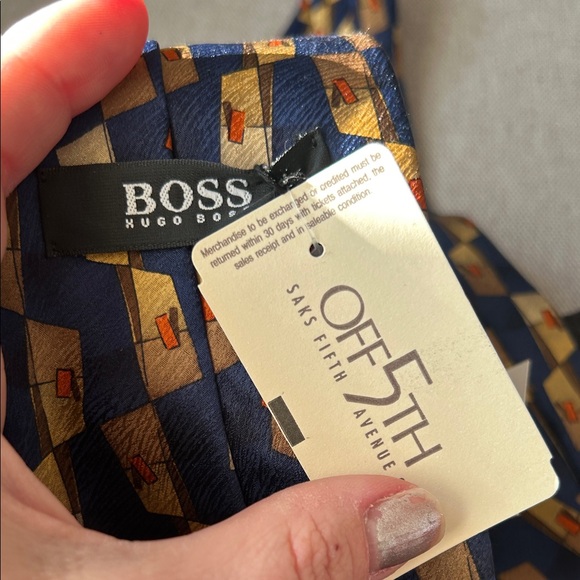 BOSS
HUGO BOSS
Merchandise to be exchanged or credited must be
returned within 30 days with tickets attached, the
sales receipt and in saleable condition
OFF 5TH
SAKS FIFTH AVENUE